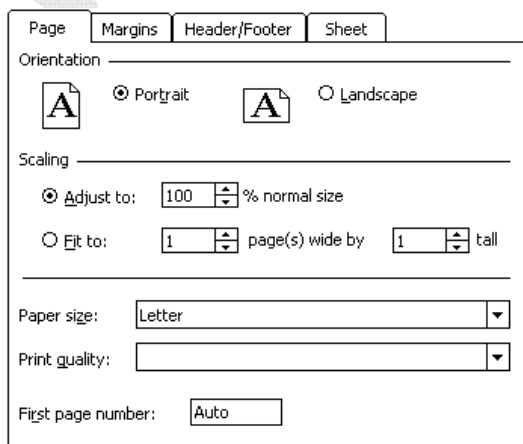 Page Margins Header/Footer Sheet
Orientation
A Portrait A Landscape
Scaling
Adjust to: 100 % normal size
Fit to: 1 page(s) wide by 1 tall
Paper size: Letter
Print quality:
First page number: Auto